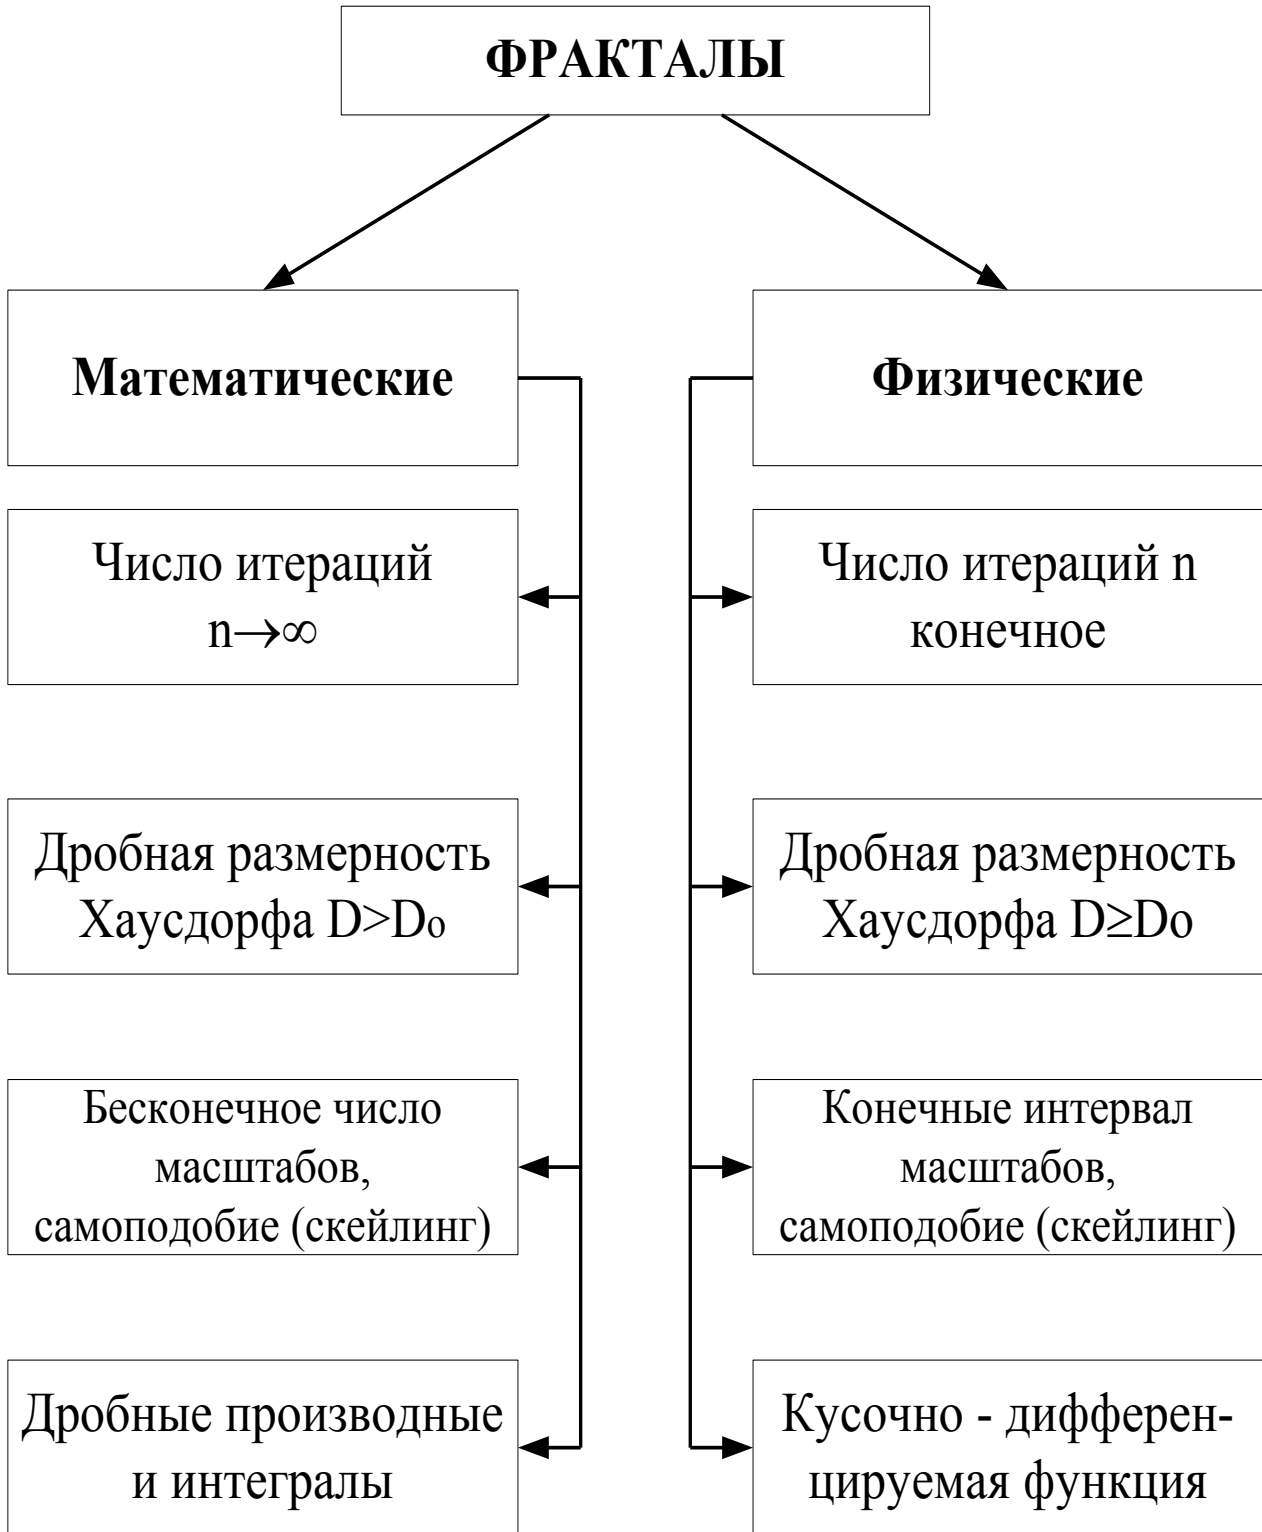 ФРАКТАЛЫ
Математические
Физические
Число итераций
n→∞
Число итераций n
конечное
Дробная размерность
Хаусдорфа D>Do
Дробная размерность
Хаусдорфа D≥Do
Бесконечное число
масштабов,
самоподобие (скейлинг)
Конечные интервал
масштабов,
самоподобие (скейлинг)
Дробные производные
и интегралы
Кусочно - дифферен-
цируемая функция